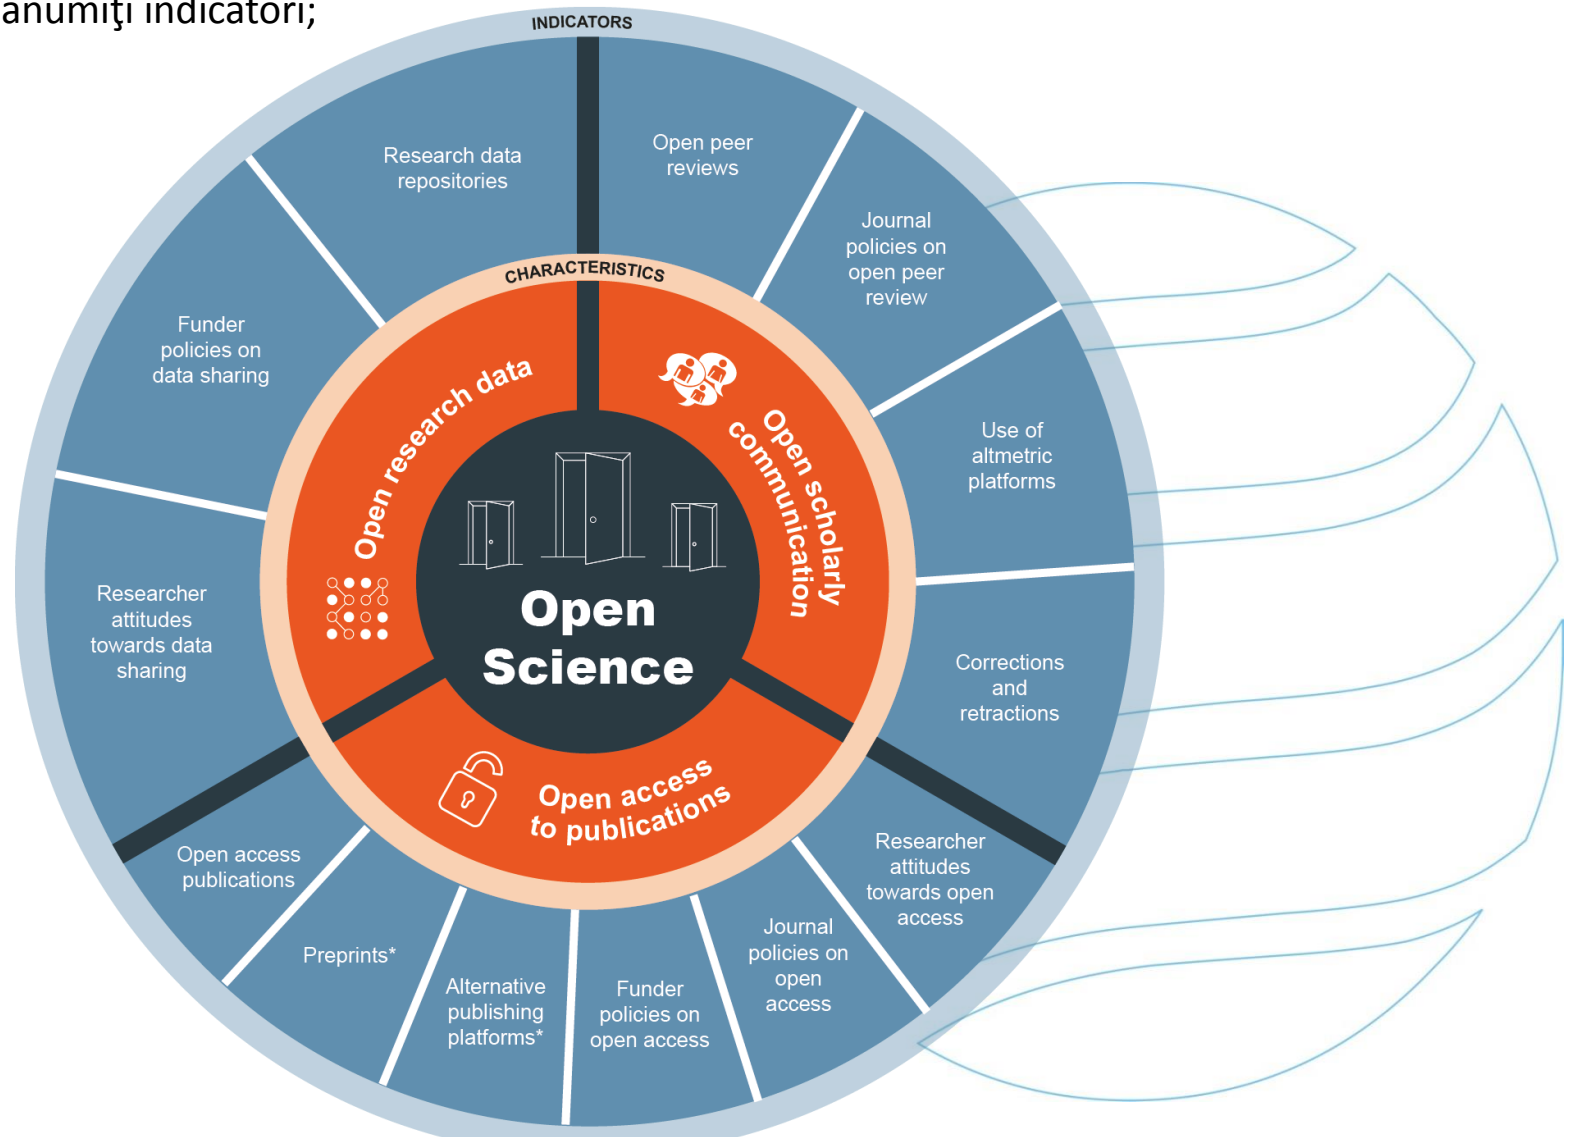 anumiţi indicatori;
INDICATORS
Research data
repositories
Open peer
reviews
Journal
policies on
open peer
review
CHARACTERISTICS
Funder
policies on
data sharing
Open research data
Open scholarly
communication
Use of
altmetric
platforms
Researcher
attitudes
towards data
sharing
Open
Science
Corrections
and
retractions
Open access
to publications
Open access
publications
Preprints*
Alternative
publishing
platforms*
Funder
policies on
open access
Journal
policies on
open
access
Researcher
attitudes
towards open
access